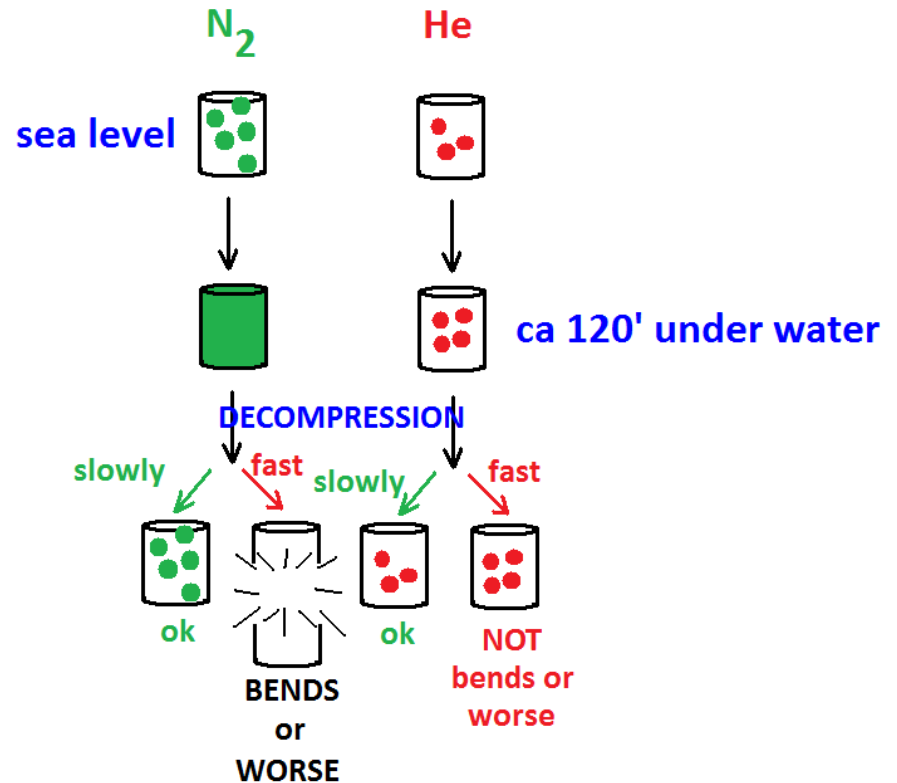 N2
He
sea level
ca 120' under water
DECOMPRESSION
slowly
fast
slowly
fast
ok
BENDS
or
WORSE
ok
NOT
bends or
worse